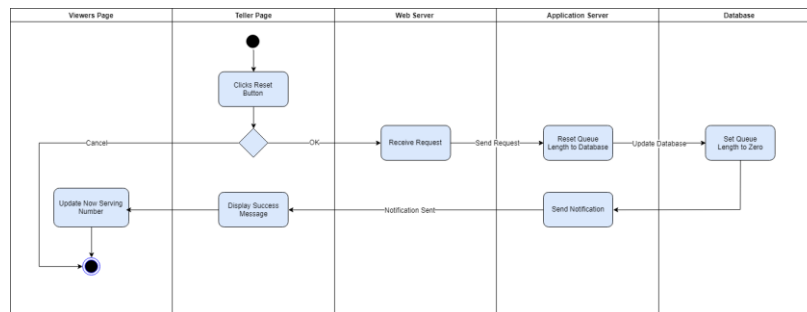 Viewers Page
Teller Page
Web Server
Application Server
Database
Clicks Reset
Button
Cancel
OK
Receive Request
Send Request
Reset Queue
Length to Database
Update Database
Set Queue
Length to Zero
Update Now Serving
Number
Display Success
Message
Notification Sent
Send Notification